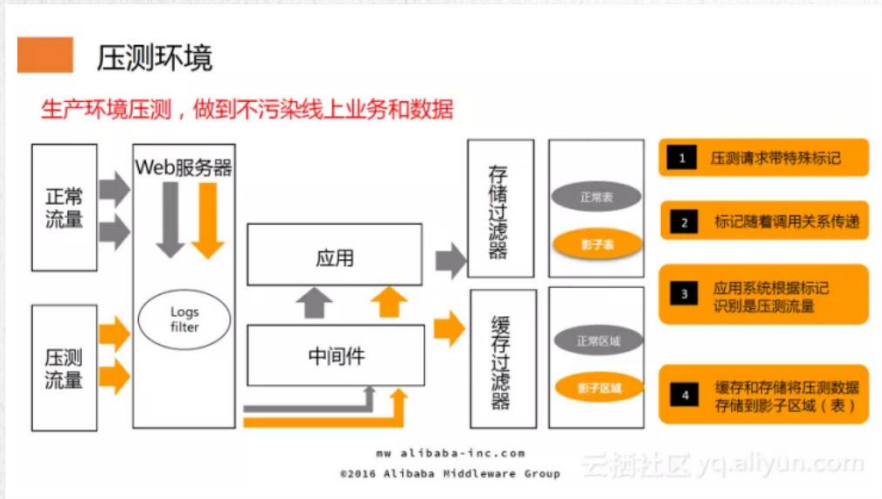 压测环境
生产环境压测，做到不污染线上业务和数据
正常
流量
压测
流量
Web服务器
Logs
filter
应用
中间件
存储过滤器
缓存过滤器
正常表
影子表
正常区域
影子区域
1 压测请求带特殊标记
2 标记随着调用关系传递
3 应用系统根据标记
识别是压测流量
4 缓存和存储将压测数据
存储到影子区域（表）
mw alibaba-inc.com
©2016 Alibaba Middleware Group
云栖社区 yq.aliyun.com